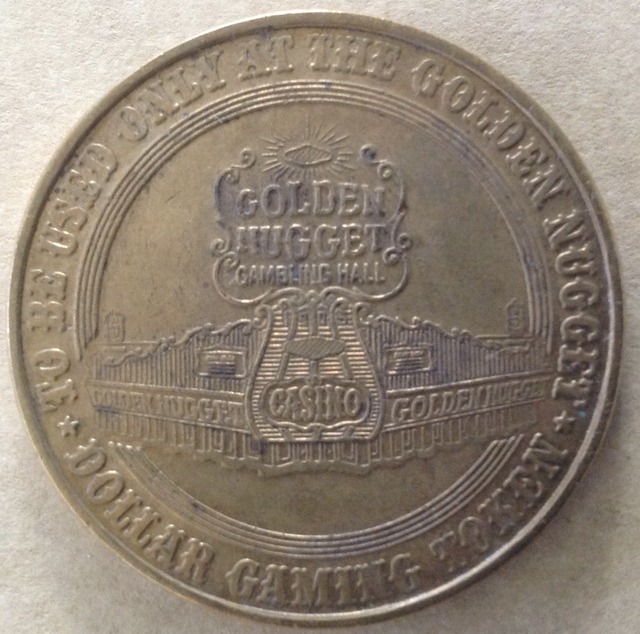 TO BE USED ONLY AT THE GOLDEN NUGGET
GOLDEN
NUGGET
GAMBLING HALL
CASINO
GOLDEN NUGGET
GOLDEN NUGGET
* DOLLAR GAMING TOKEN *